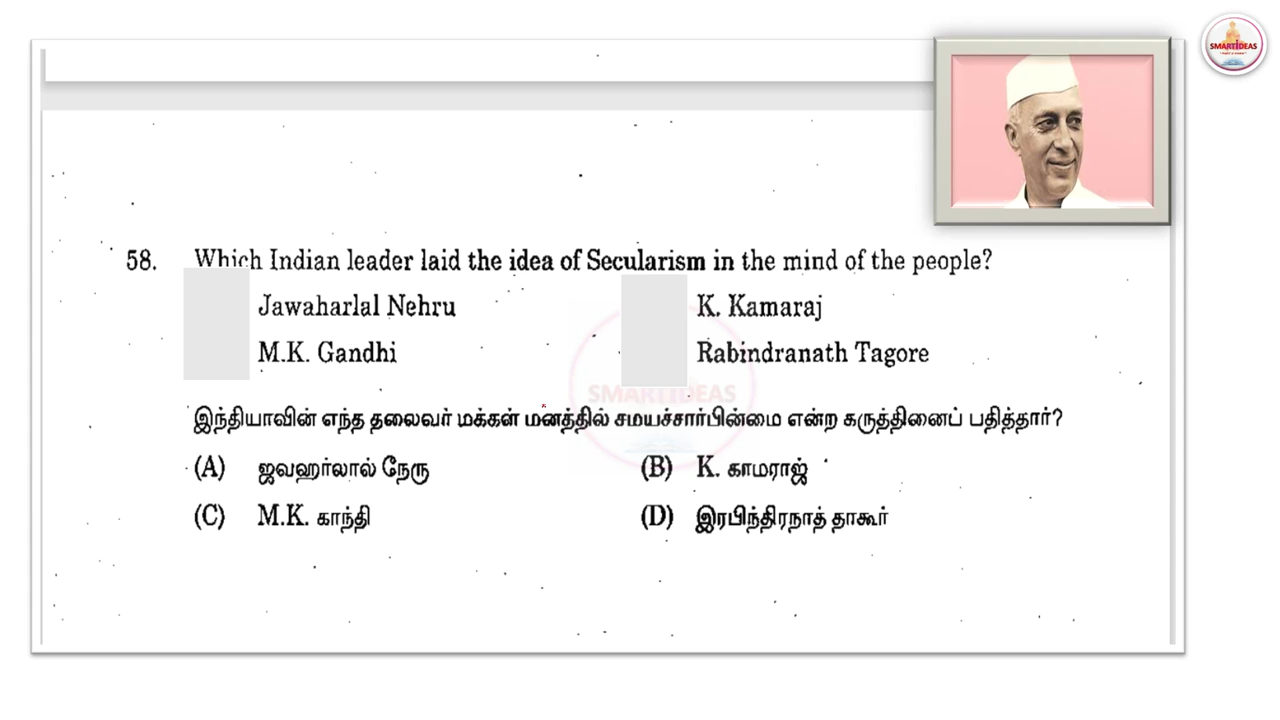 SMARTIDEAS
58. Which Indian leader laid the idea of Secularism in the mind of the people?
Jawaharlal Nehru K. Kamaraj
M.K. Gandhi Rabindranath Tagore
SMARTIDEAS
இந்தியாவின் எந்த தலைவர் மக்கள் மனத்தில் சமயச்சார்பின்மை என்ற கருத்தினைப் பதித்தார்?
(A) ஜவஹர்லால் நேரு (B) K. காமராஜ்
(C) M.K. காந்தி (D) இரபிந்திரநாத் தாகூர்